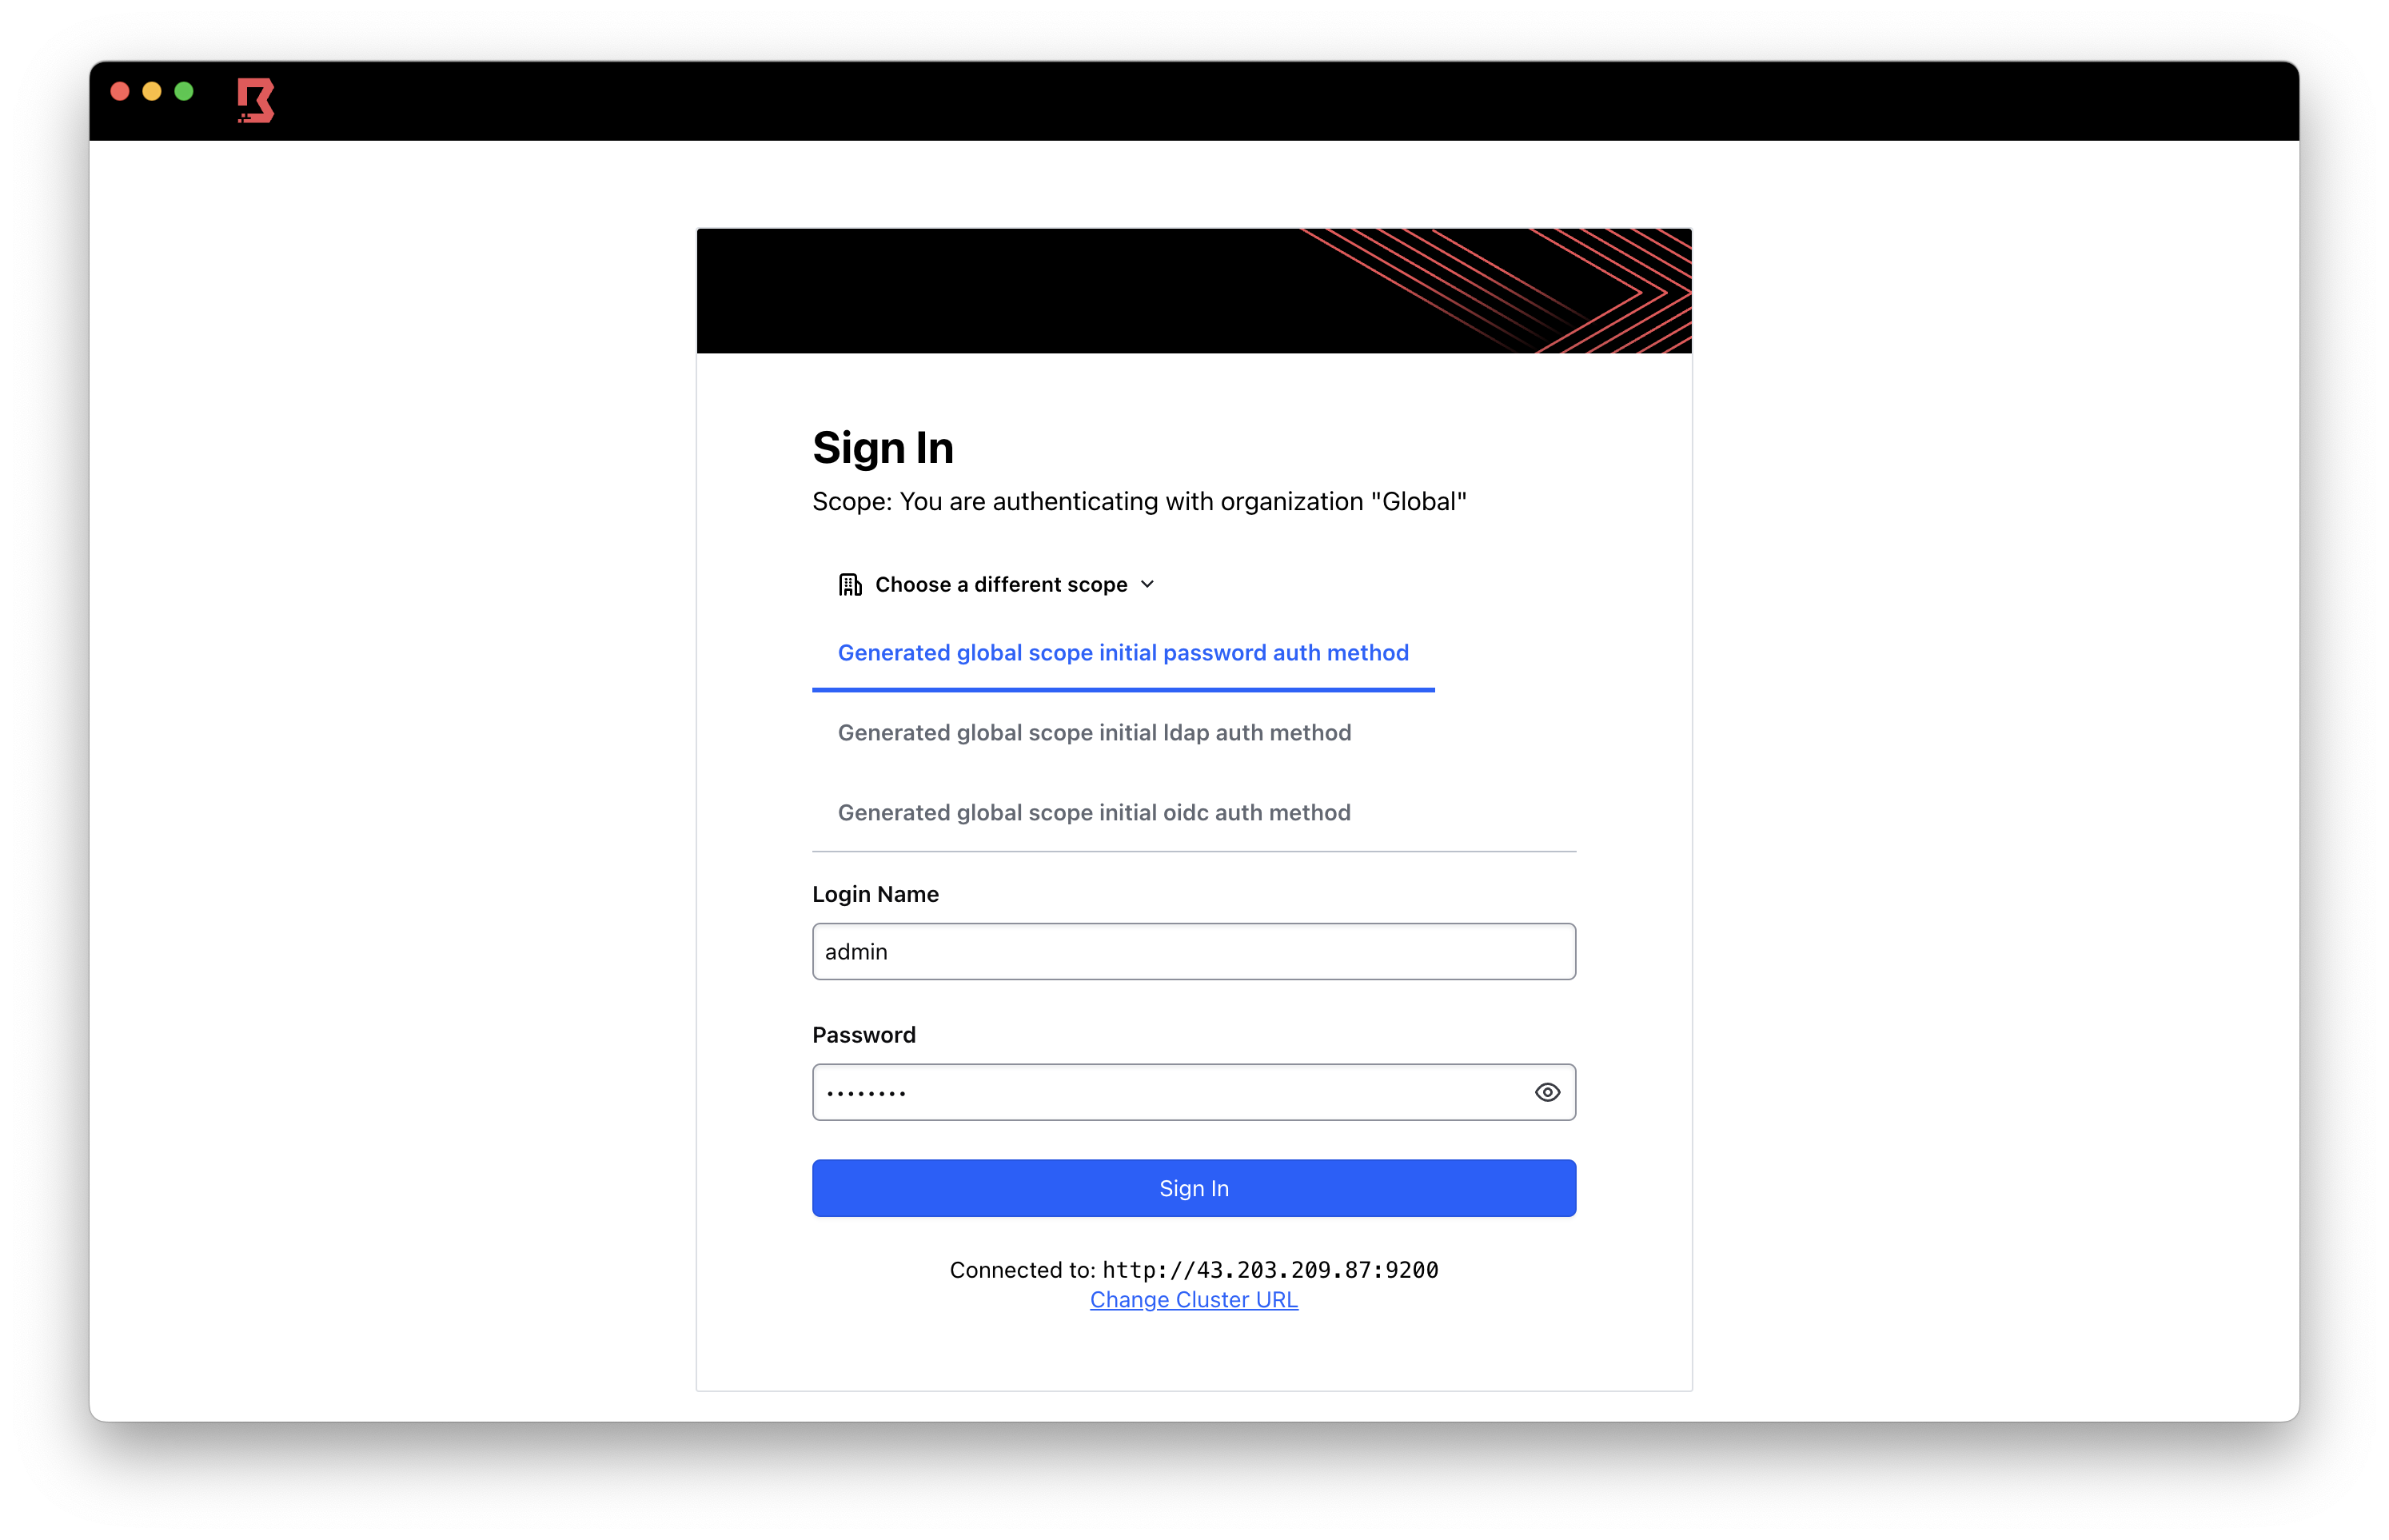 Sign In
Scope: You are authenticating with organization "Global"
Choose a different scope
Generated global scope initial password auth method
Generated global scope initial ldap auth method
Generated global scope initial oidc auth method
Login Name
admin
Password
••••••••
Sign In
Connected to: http://43.203.209.87:9200
Change Cluster URL